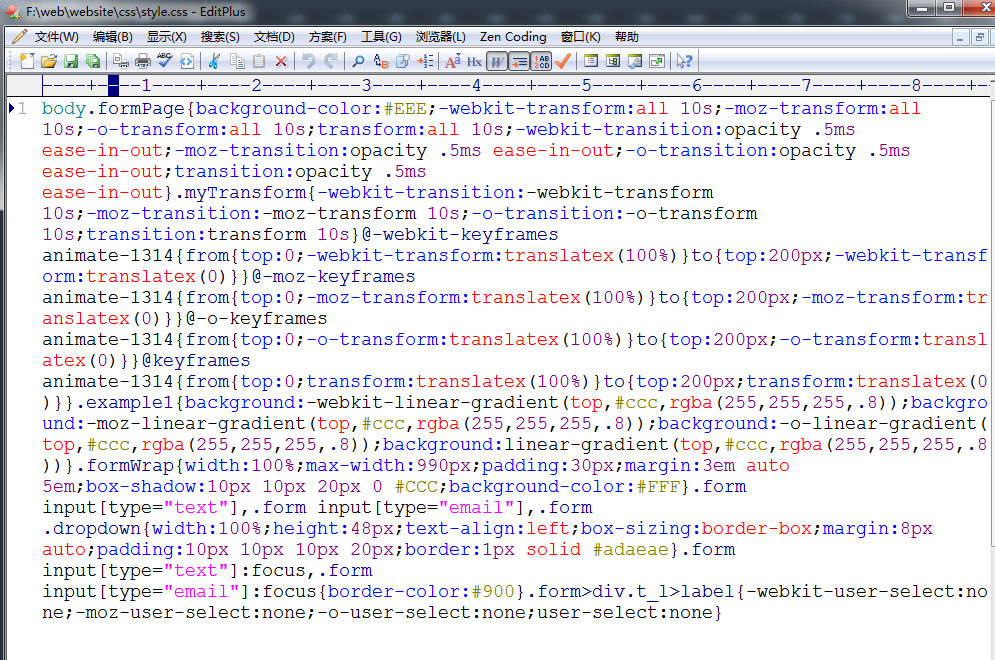 F:\web\website\css\style.css - EditPlus
文件(W) 编辑(B) 显示(X) 搜索(S) 文档(D) 方案(F) 工具(G) 浏览器(L) Zen Coding 窗口(K) 帮助
----+----1----+----2----+----3----+----4----+----5----+----6----+----7----+----8----+--
1 body.formPage{background-color:#EEE;-webkit-transform:all 10s;-moz-transform:all
10s;-o-transform:all 10s;transform:all 10s;-webkit-transition:opacity .5ms
ease-in-out;-moz-transition:opacity .5ms ease-in-out;-o-transition:opacity .5ms
ease-in-out;transition:opacity .5ms
ease-in-out}.myTransform{-webkit-transition:-webkit-transform
10s;-moz-transition:-moz-transform 10s;-o-transition:-o-transform
10s;transition:transform 10s}@-webkit-keyframes
animate-1314{from{top:0;-webkit-transform:translatex(100%)}to{top:200px;-webkit-transf
orm:translatex(0)}}@-moz-keyframes
animate-1314{from{top:0;-moz-transform:translatex(100%)}to{top:200px;-moz-transform:tr
anslatex(0)}}@-o-keyframes
animate-1314{from{top:0;-o-transform:translatex(100%)}to{top:200px;-o-transform:transl
atex(0)}}@keyframes
animate-1314{from{top:0;transform:translatex(100%)}to{top:200px;transform:translatex(0
)}}.example1{background:-webkit-linear-gradient(top,#ccc,rgba(255,255,255,.8));backgro
und:-moz-linear-gradient(top,#ccc,rgba(255,255,255,.8));background:-o-linear-gradient(
top,#ccc,rgba(255,255,255,.8));background:linear-gradient(top,#ccc,rgba(255,255,255,.8
))}.formWrap{width:100%;max-width:990px;padding:30px;margin:3em auto
5em;box-shadow:10px 10px 20px 0 #CCC;background-color:#FFF}.form
input[type="text"],.form input[type="email"],.form
.dropdown{width:100%;height:48px;text-align:left;box-sizing:border-box;margin:8px
auto;padding:10px 10px 10px 20px;border:1px solid #adaeae}.form
input[type="text"]:focus,.form
input[type="email"]:focus{border-color:#900}.form>div.t_l>label{-webkit-user-select:no
ne;-moz-user-select:none;-o-user-select:none;user-select:none}